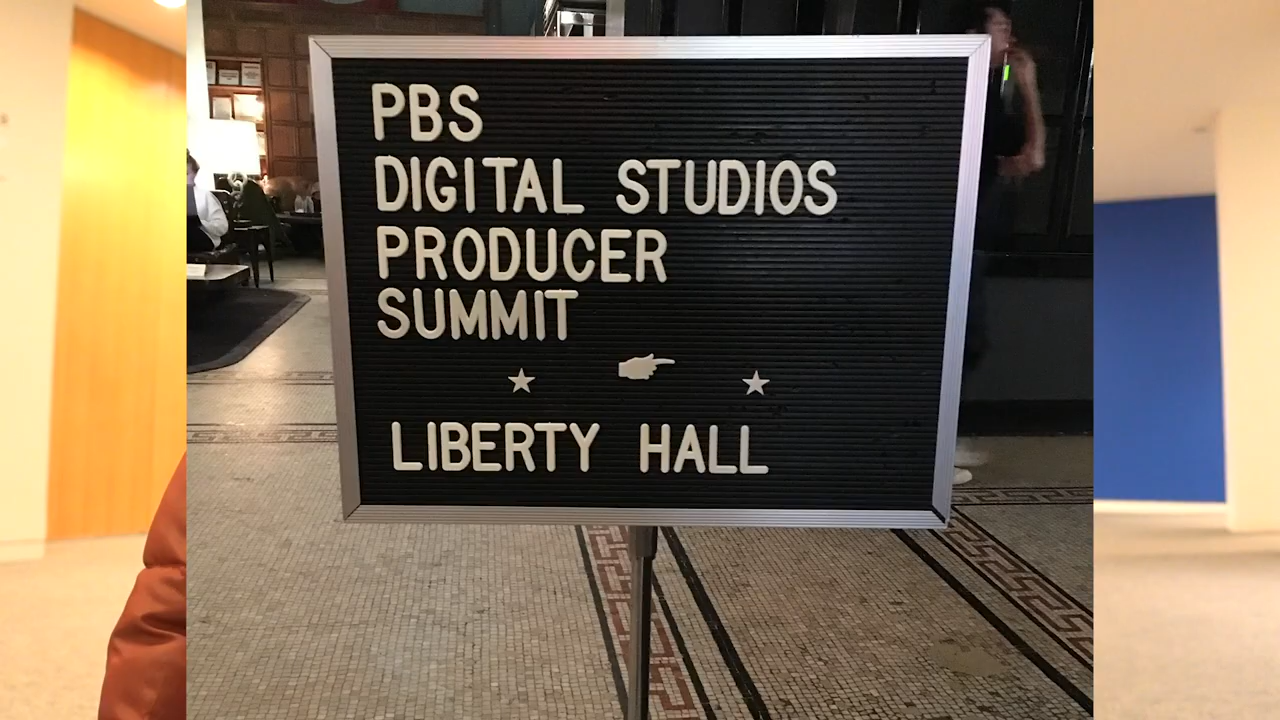 PBS
DIGITAL STUDIOS
PRODUCER
SUMMIT
LIBERTY HALL